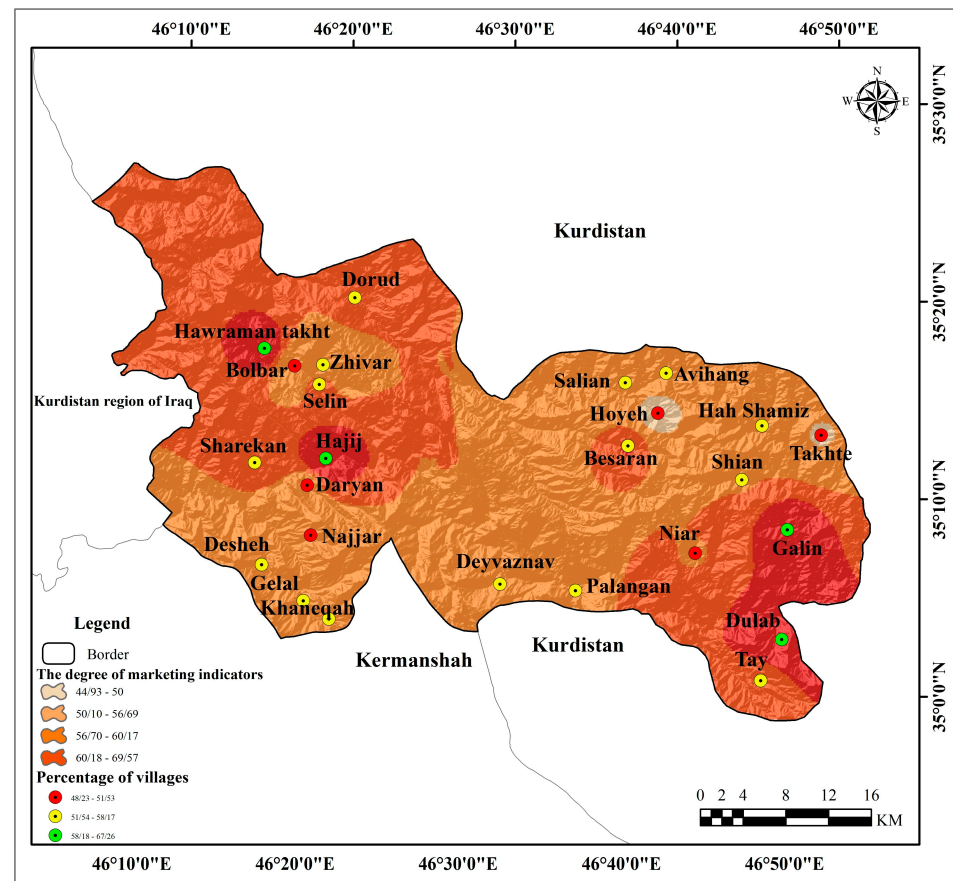 46°10'0"E 46°20'0"E 46°30'0"E 46°40'0"E 46°50'0"E
35°30'0"N
N
W E
S
Kurdistan
Dorud
35°20'0"N
Hawraman takht
Bolbar
Zhivar
Selin
Salian
Avihang
Kurdistan region of Iraq
Hoyeh
Hah Shamiz
Sharekan
Hajij
Besaran
Takhte
Shian
Daryan
35°10'0"N
Najjar
Niar
Galin
Desheh
Deyvaznav
Gelal
Palangan
Khaneqah
Dulab
Kurdistan
Kermanshah
Tay
35°0'0"N
Legend
Border
The degree of marketing indicators
44/93 - 50
50/10 - 56/69
56/70 - 60/17
60/18 - 69/57
Percentage of villages
48/23 - 51/53
51/54 - 58/17
58/18 - 67/26
0 2 4 8 12 16
KM
46°10'0"E 46°20'0"E 46°30'0"E 46°40'0"E 46°50'0"E